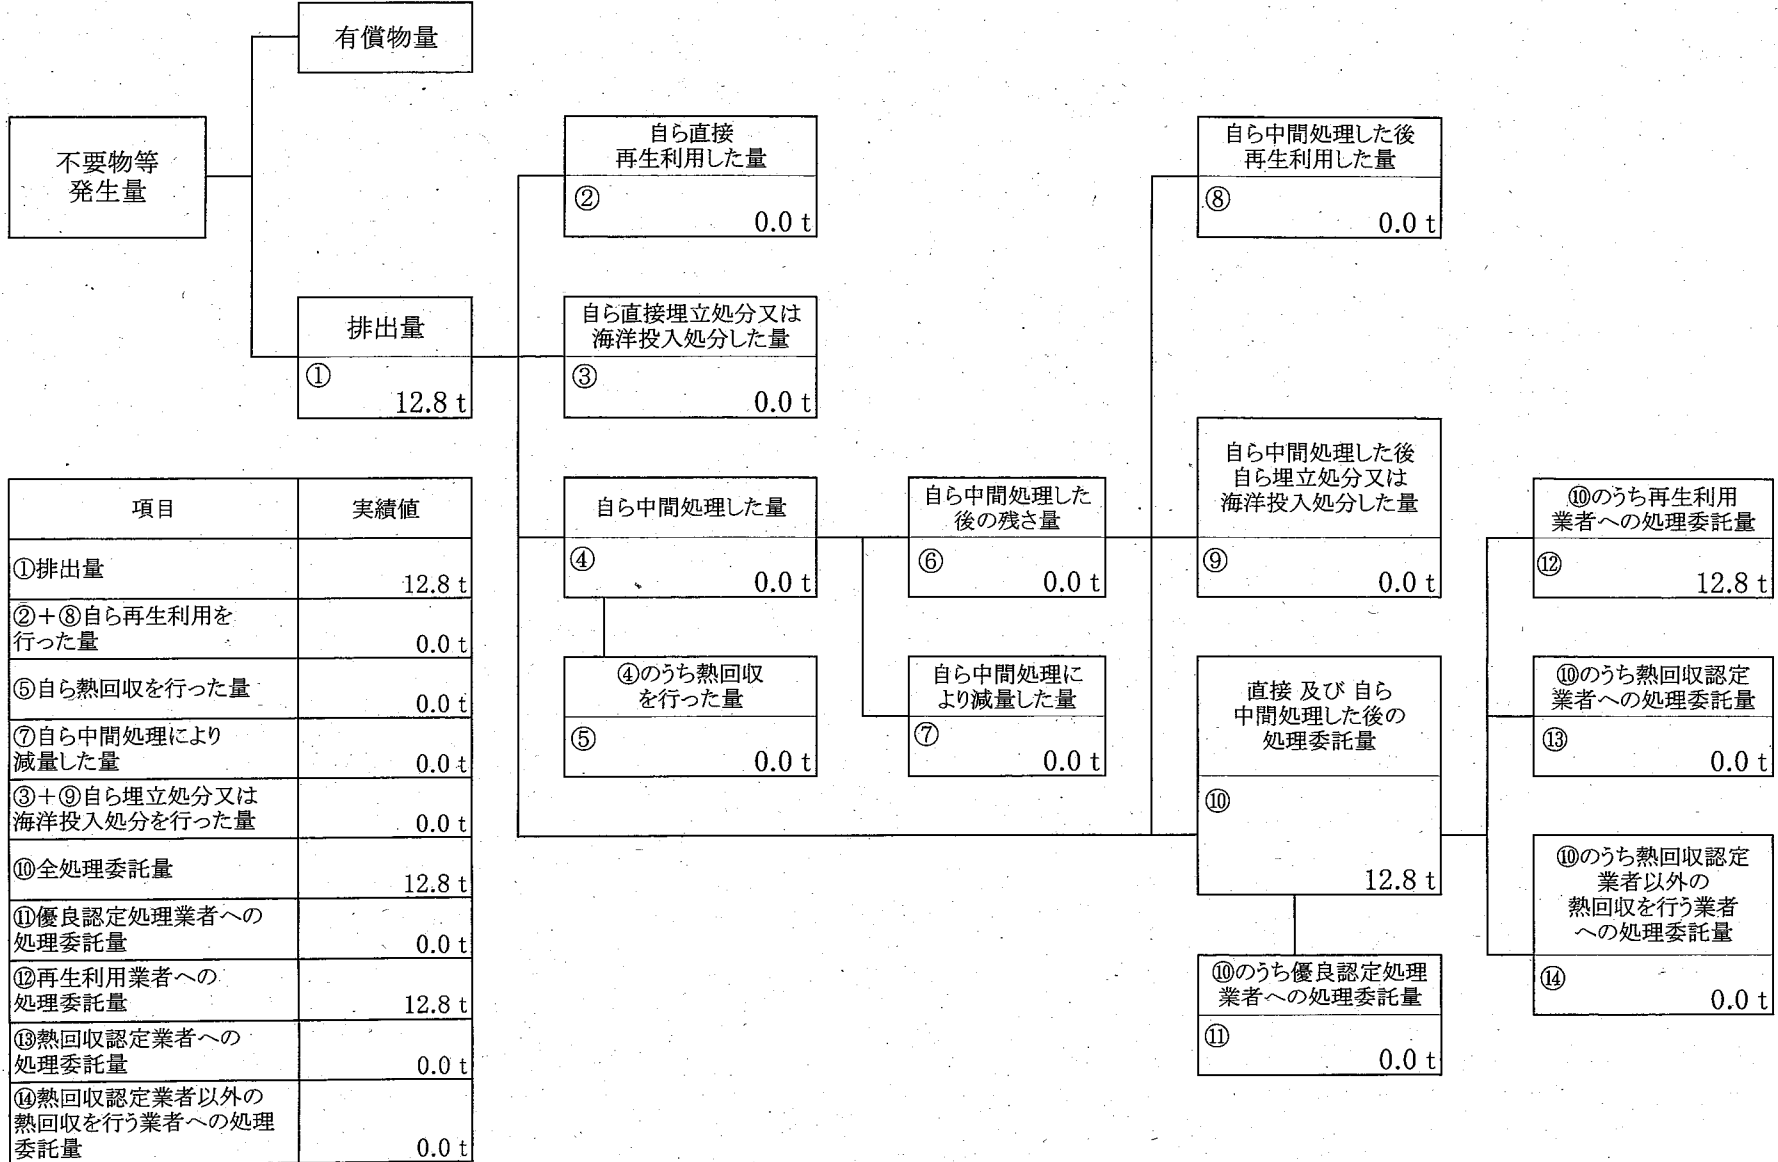 有償物量
不要物等
発生量
排出量
①
12.8 t
自ら直接
再生利用した量
②
0.0 t
自ら直接埋立処分又は
海洋投入処分した量
③
0.0 t
自ら中間処理した量
④
0.0 t
④のうち熱回収
を行った量
⑤
0.0 t
自ら中間処理した
後の残さ量
⑥
0.0 t
自ら中間処理に
より減量した量
⑦
0.0 t
自ら中間処理した後
再生利用した量
⑧
0.0 t
自ら中間処理した後
自ら埋立処分又は
海洋投入処分した量
⑨
0.0 t
直接 及び 自ら
中間処理した後の
処理委託量
⑩
12.8 t
⑩のうち優良認定処理
業者への処理委託量
⑪
0.0 t
⑩のうち再生利用
業者への処理委託量
⑫
12.8 t
⑩のうち熱回収認定
業者への処理委託量
⑬
0.0 t
⑩のうち熱回収認定
業者以外の
熱回収を行う業者
への処理委託量
⑭
0.0 t
項目 実績値
①排出量
12.8 t
②+⑧自ら再生利用を
行った量 0.0 t
⑤自ら熱回収を行った量
0.0 t
⑦自ら中間処理により
減量した量 0.0 t
③+⑨自ら埋立処分又は
海洋投入処分を行った量 0.0 t
⑩全処理委託量
12.8 t
⑪優良認定処理業者への
処理委託量 0.0 t
⑫再生利用業者への
処理委託量 12.8 t
⑬熱回収認定業者への
処理委託量 0.0 t
⑭熱回収認定業者以外の
熱回収を行う業者への処理
委託量 0.0 t